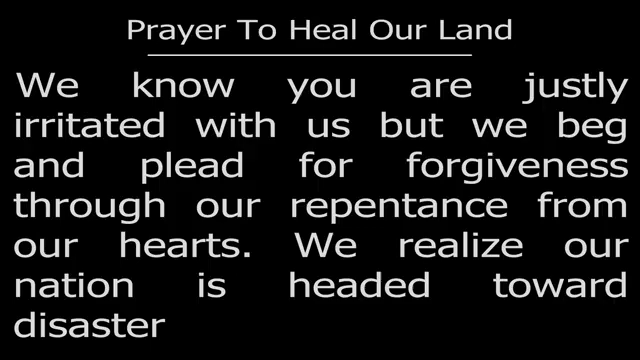 Prayer To Heal Our Land
We know you are justly
irritated with us but we beg
and plead for forgiveness
through our repentance from
our hearts. We realize our
nation is headed toward
disaster